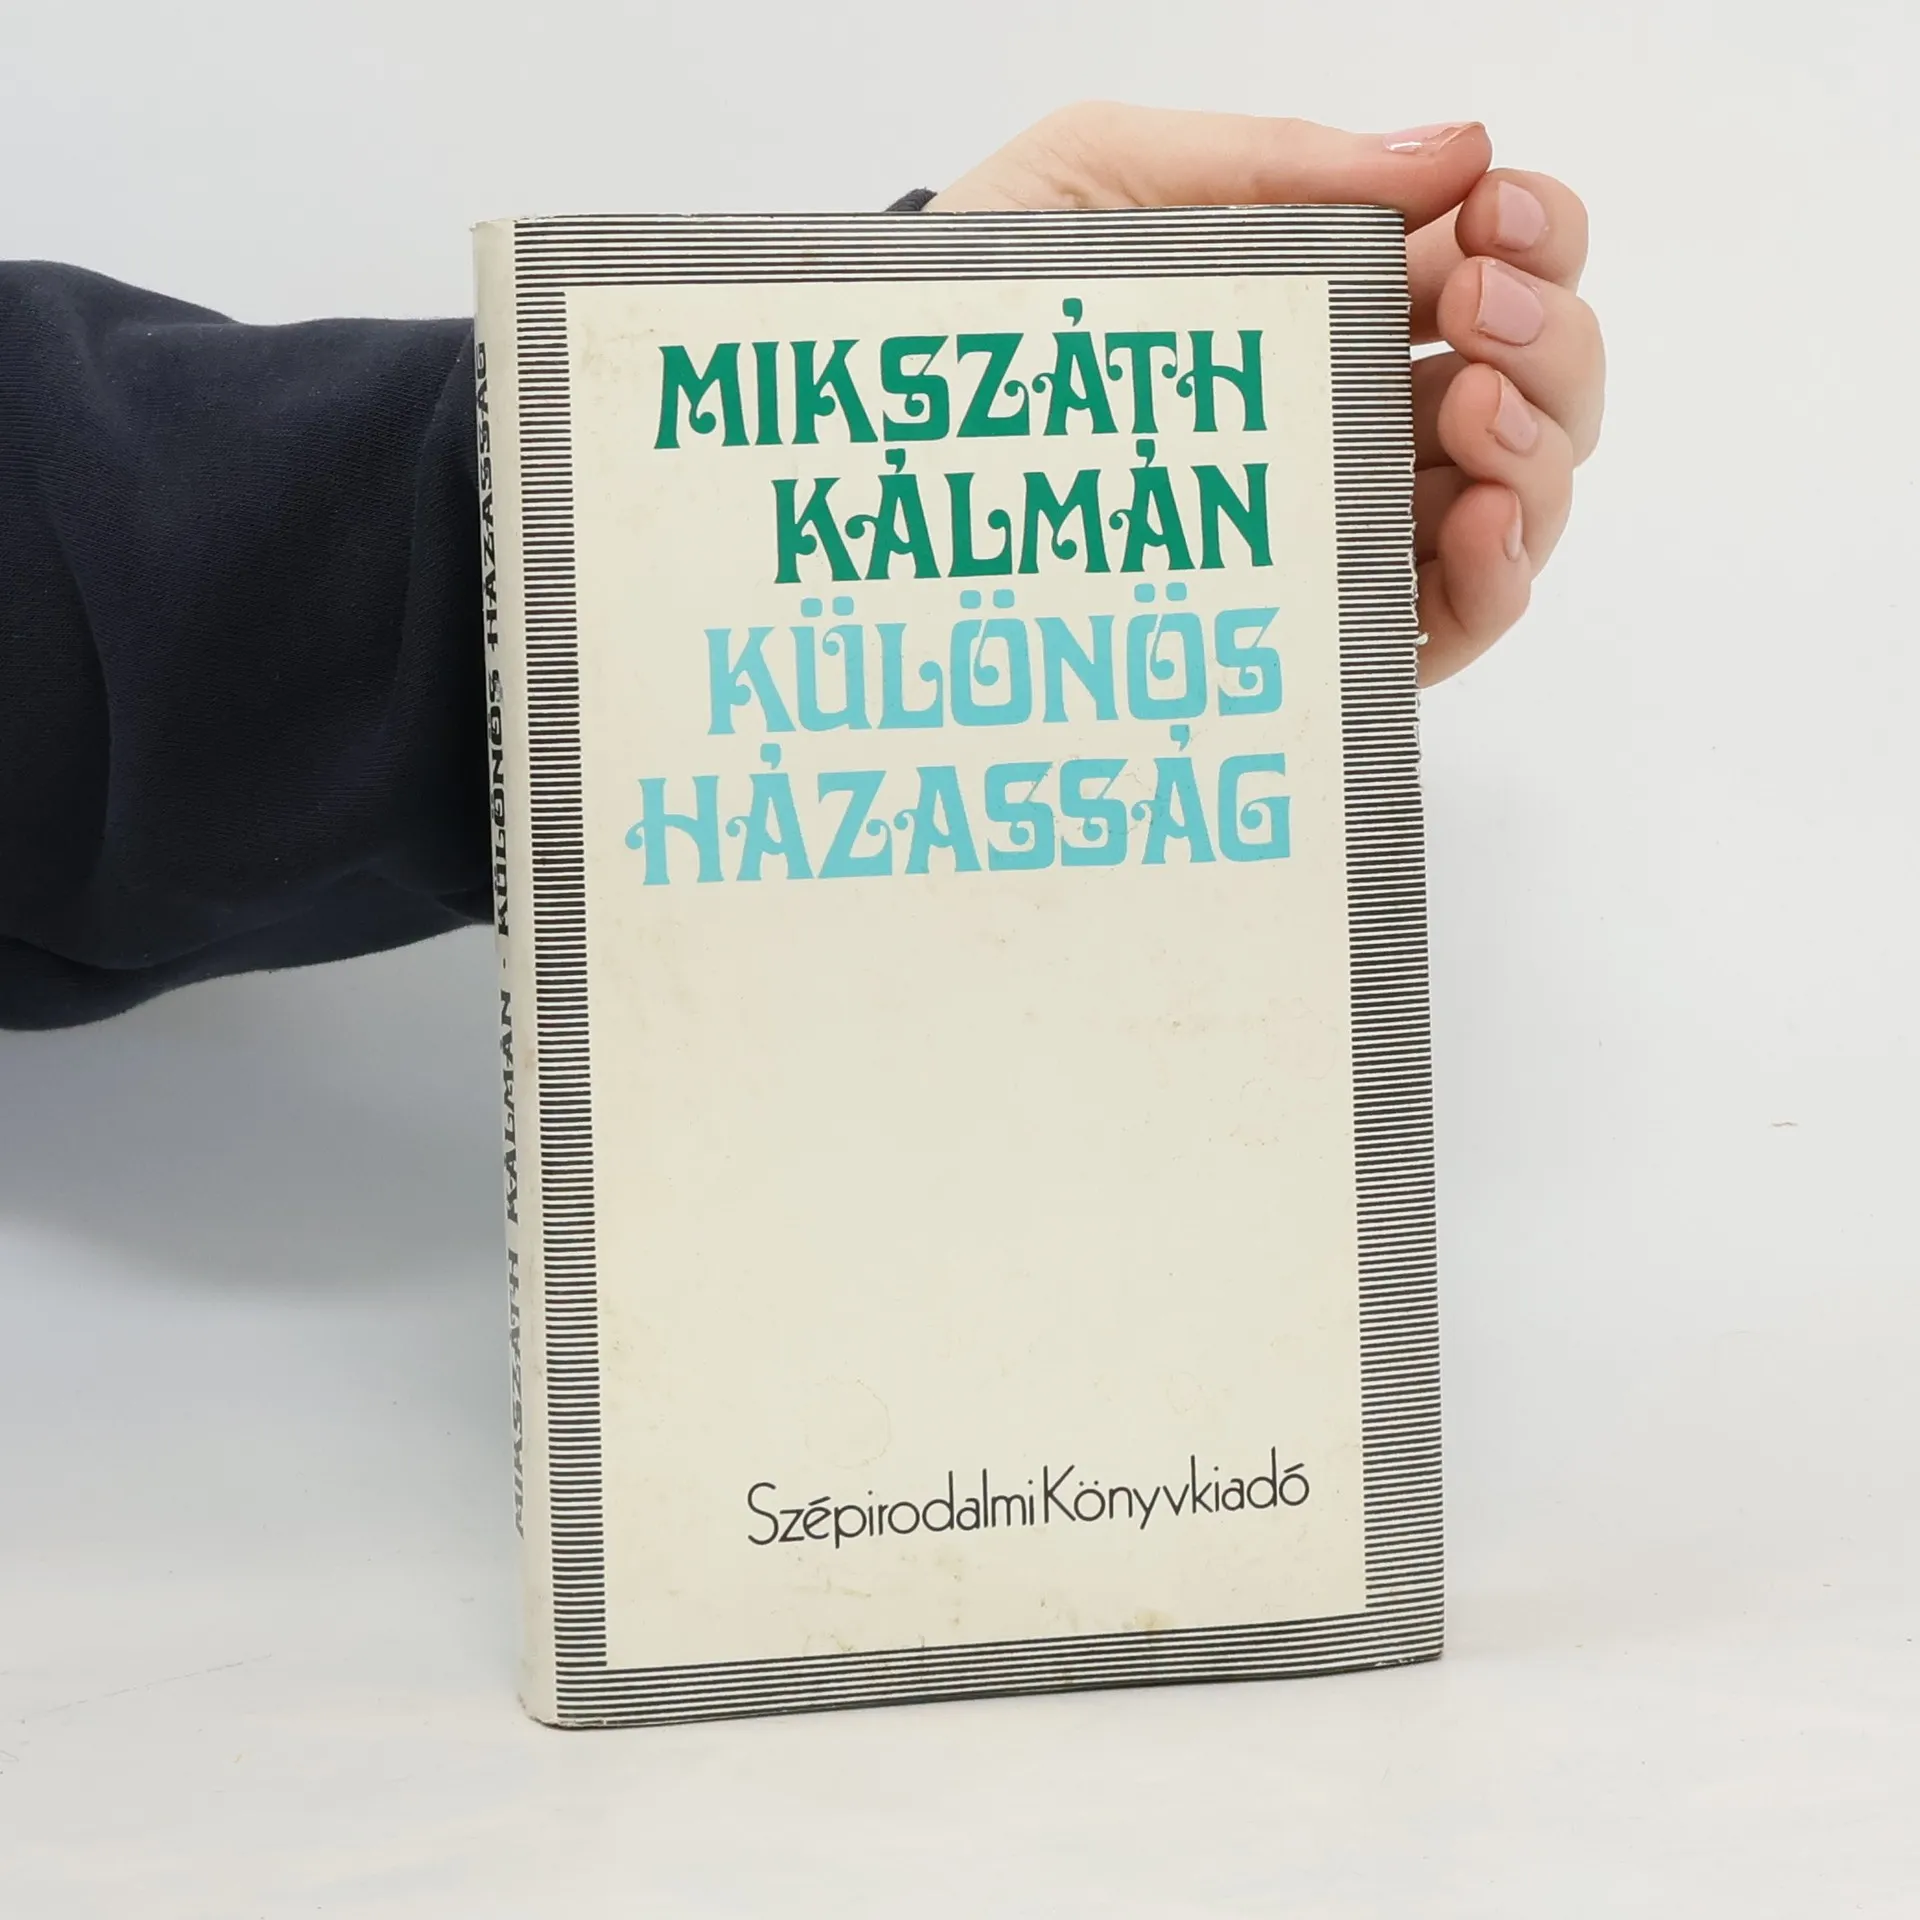 MIKSZÁTH
KÁLMÁN
KÜLÖNÖS
HÁZASSÁG
Szépirodalmi Könyvkiadó
MIKSZÁTH KÁLMÁN · KÜLÖNÖS HÁZASSÁG